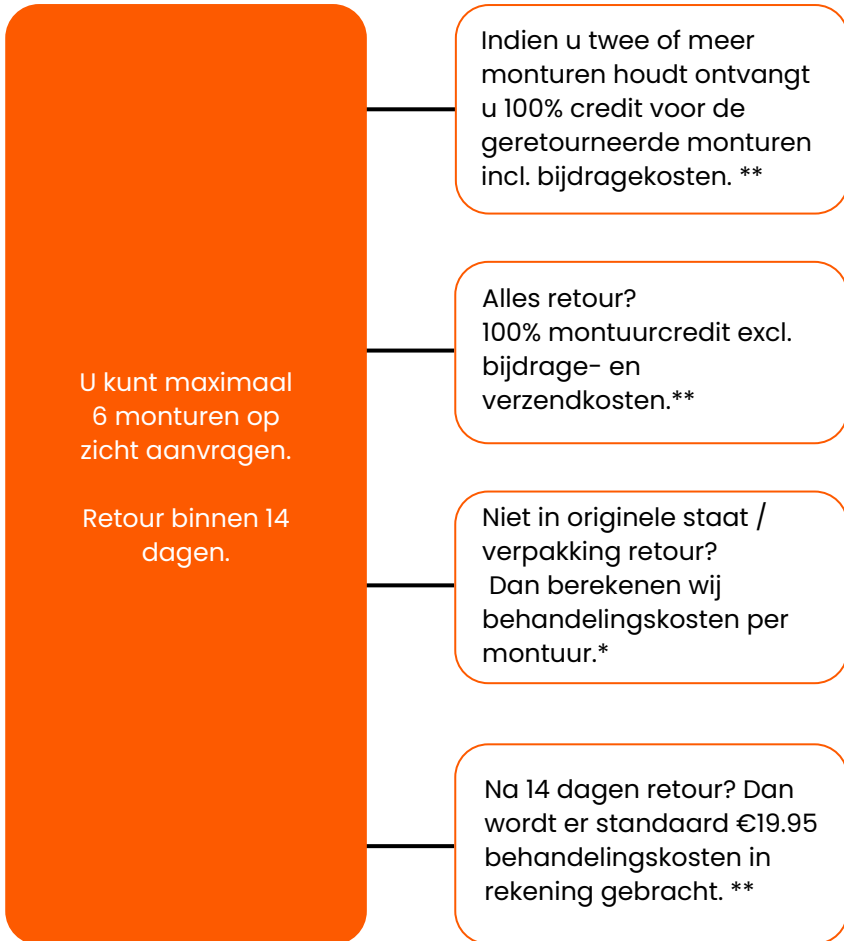 U kunt maximaal
6 monturen op
zicht aanvragen.
Retour binnen 14
dagen.
Indien u twee of meer
monturen houdt ontvangt
u 100% credit voor de
geretourneerde monturen
incl. bijdragekosten. **
Alles retour?
100% montuurcredit excl.
bijdrage- en
verzendkosten.**
Niet in originele staat /
verpakking retour?
Dan berekenen wij
behandelingskosten per
montuur.*
Na 14 dagen retour? Dan
wordt er standaard €19.95
behandelingskosten in
rekening gebracht. **